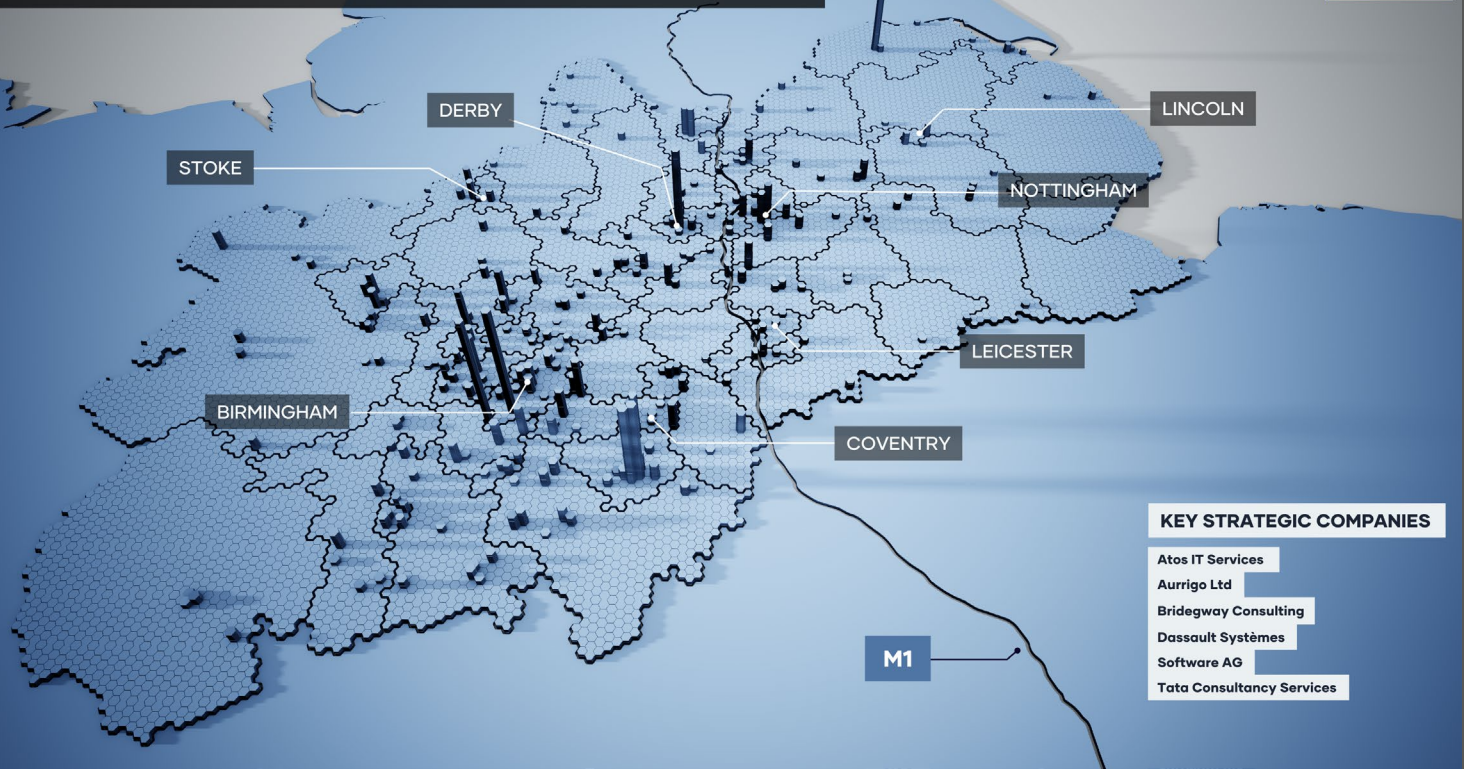 DERBY
LINCOLN
STOKE
NOTTINGHAM
LEICESTER
BIRMINGHAM
COVENTRY
M1
KEY STRATEGIC COMPANIES
Atos IT Services
Aurrigo Ltd
Bridegway Consulting
Dassault Systèmes
Software AG
Tata Consultancy Services